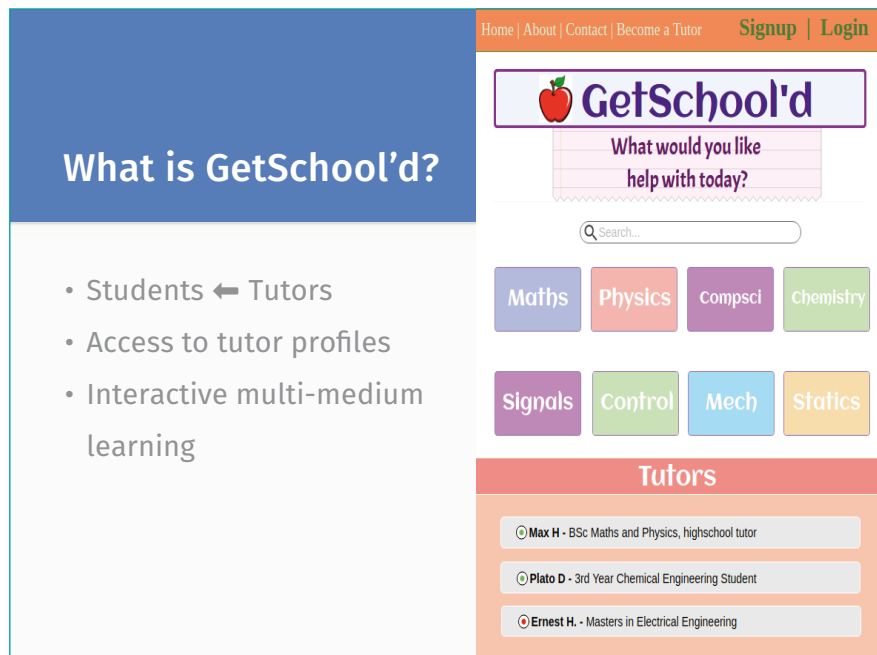 What is GetSchool’d?
• Students ⬅ Tutors
• Access to tutor profiles
• Interactive multi-medium
learning
Home | About | Contact | Become a Tutor
Signup | Login
GetSchool'd
What would you like
help with today?
Search...
Maths Physics Compsci Chemistry
Signals Control Mech Statics
Tutors
Max H - BSc Maths and Physics, highschool tutor
Plato D - 3rd Year Chemical Engineering Student
Ernest H. - Masters in Electrical Engineering